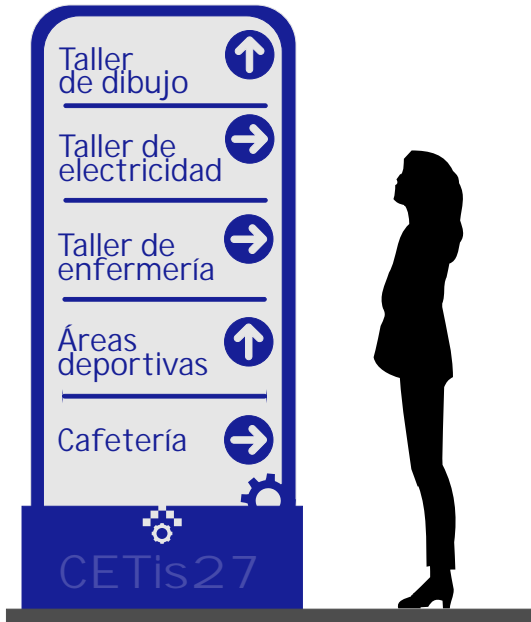 Taller
de dibujo
Taller de
electricidad
Taller de
enfermería
Áreas
deportivas
Cafetería
CETis27